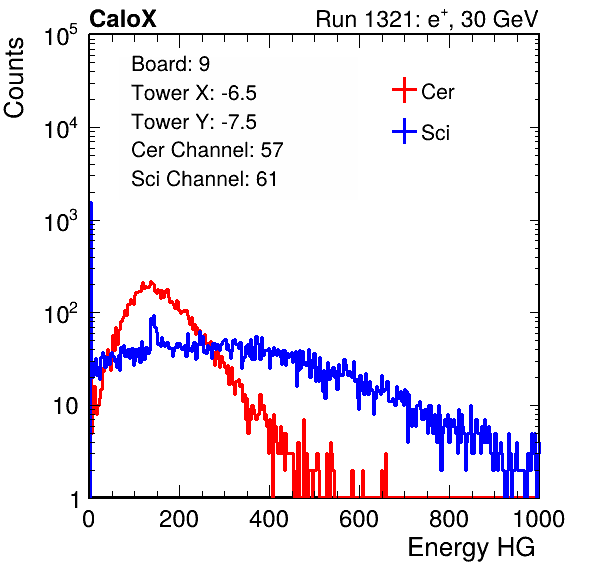 CaloX Run 1321: e⁺, 30 GeV
Counts
Board: 9
Tower X: -6.5
Tower Y: -7.5
Cer Channel: 57
Sci Channel: 61
Cer
Sci
10⁵
10⁴
10³
10²
10
1
0 200 400 600 800 1000
Energy HG